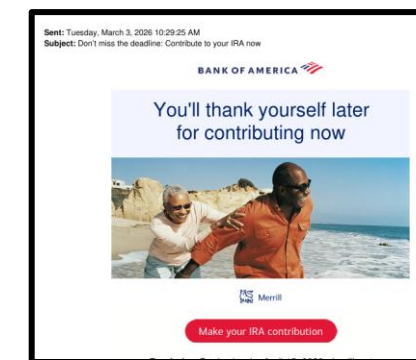 Sent: Tuesday, March 3, 2026 10:29:25 AM
Subject: Don't miss the deadline: Contribute to your IRA now
BANK OF AMERICA
You'll thank yourself later
for contributing now
Merrill
Make your IRA contribution